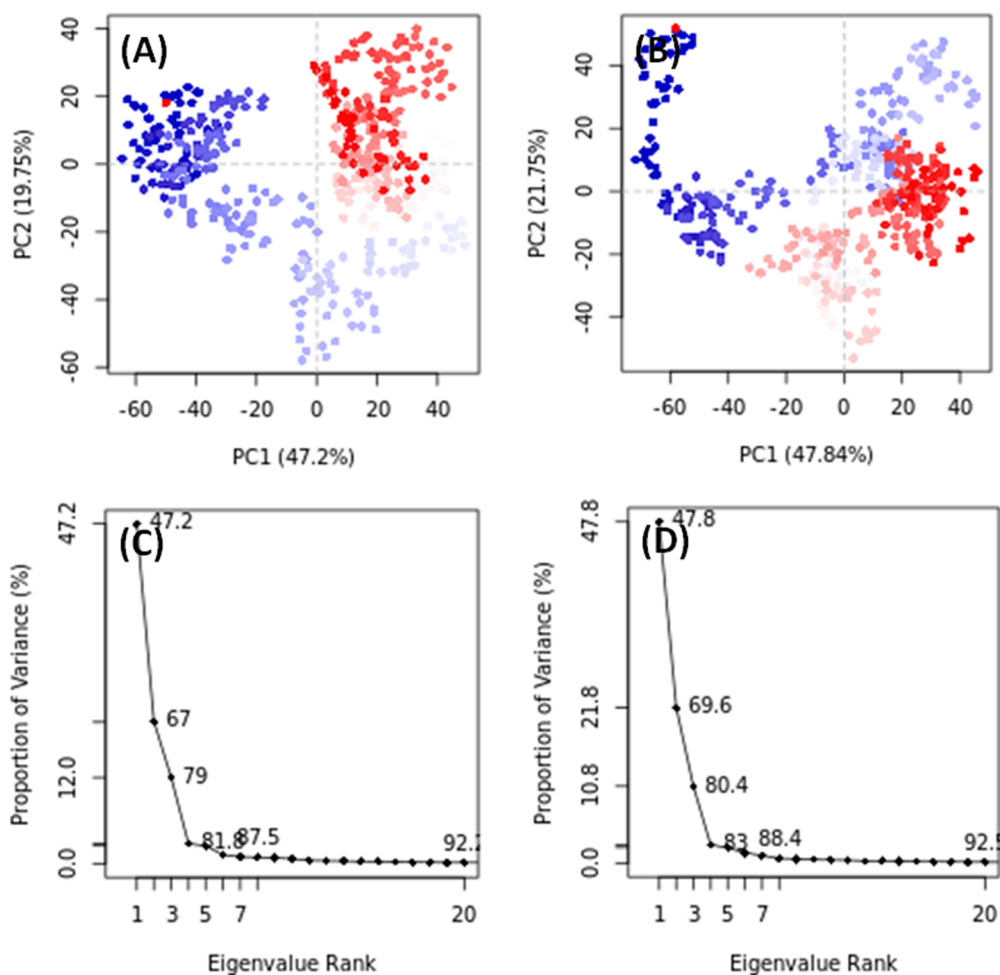 (A)
40
20
0
-20
-40
-60
PC2 (19.75%)
-60 -40 -20 0 20 40
PC1 (47.2%)
(B)
40
20
0
-20
-40
PC2 (21.75%)
-60 -40 -20 0 20 40
PC1 (47.84%)
(C)
47.2
12.0
0.0
Proportion of Variance (%)
47.2
67
79
81.8
87.5
1 3 5 7 20
Eigenvalue Rank
(D)
47.8
21.8
10.8
0.0
Proportion of Variance (%)
47.8
69.6
80.4
83
88.4
92.5
1 3 5 7 20
Eigenvalue Rank